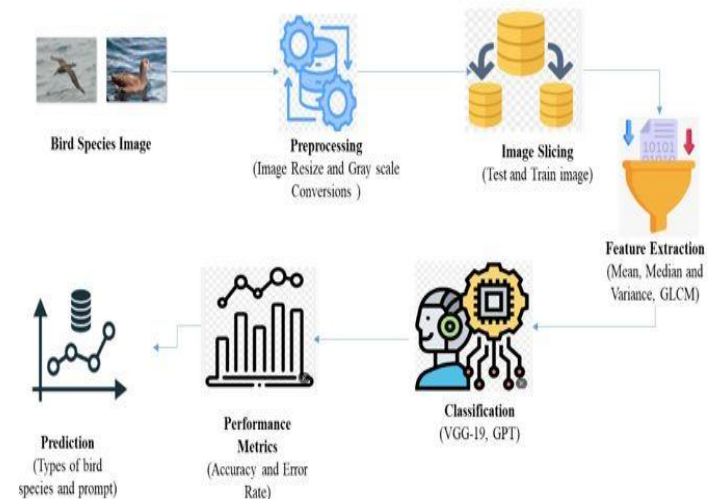 Bird Species Image
Preprocessing
(Image Resize and Gray scale
Conversions )
Image Slicing
(Test and Train image)
10101
01010
Feature Extraction
(Mean, Median and
Variance, GLCM)
Classification
(VGG-19, GPT)
Performance
Metrics
(Accuracy and Error
Rate)
Prediction
(Types of bird
species and prompt)